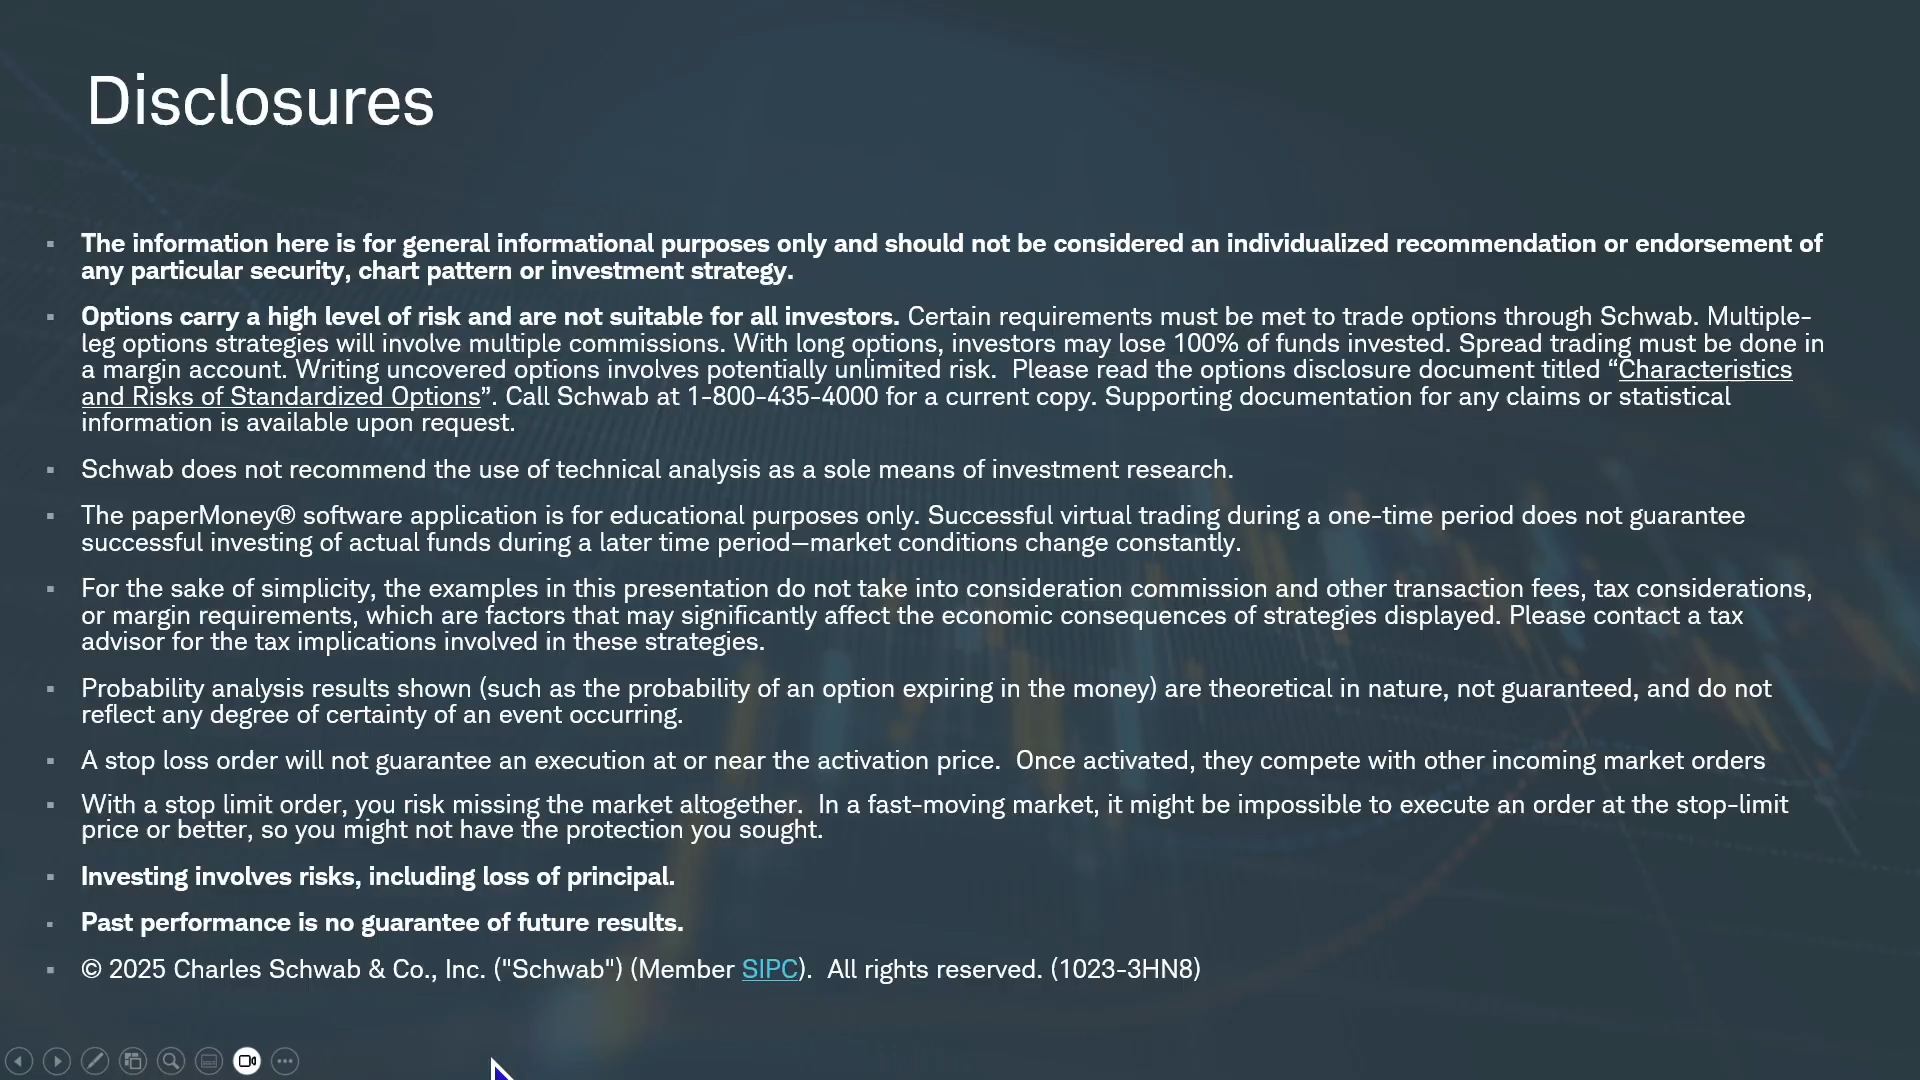 Disclosures
▪ The information here is for general informational purposes only and should not be considered an individualized recommendation or endorsement of
any particular security, chart pattern or investment strategy.
▪ Options carry a high level of risk and are not suitable for all investors. Certain requirements must be met to trade options through Schwab. Multiple-
leg options strategies will involve multiple commissions. With long options, investors may lose 100% of funds invested. Spread trading must be done in
a margin account. Writing uncovered options involves potentially unlimited risk.  Please read the options disclosure document titled “Characteristics
and Risks of Standardized Options”. Call Schwab at 1-800-435-4000 for a current copy. Supporting documentation for any claims or statistical
information is available upon request.
▪ Schwab does not recommend the use of technical analysis as a sole means of investment research.
▪ The paperMoney® software application is for educational purposes only. Successful virtual trading during a one-time period does not guarantee
successful investing of actual funds during a later time period—market conditions change constantly.
▪ For the sake of simplicity, the examples in this presentation do not take into consideration commission and other transaction fees, tax considerations,
or margin requirements, which are factors that may significantly affect the economic consequences of strategies displayed. Please contact a tax
advisor for the tax implications involved in these strategies.
▪ Probability analysis results shown (such as the probability of an option expiring in the money) are theoretical in nature, not guaranteed, and do not
reflect any degree of certainty of an event occurring.
▪ A stop loss order will not guarantee an execution at or near the activation price.  Once activated, they compete with other incoming market orders
▪ With a stop limit order, you risk missing the market altogether.  In a fast-moving market, it might be impossible to execute an order at the stop-limit
price or better, so you might not have the protection you sought.
▪ Investing involves risks, including loss of principal.
▪ Past performance is no guarantee of future results.
▪ © 2025 Charles Schwab & Co., Inc. ("Schwab") (Member SIPC).  All rights reserved. (1023-3HN8)